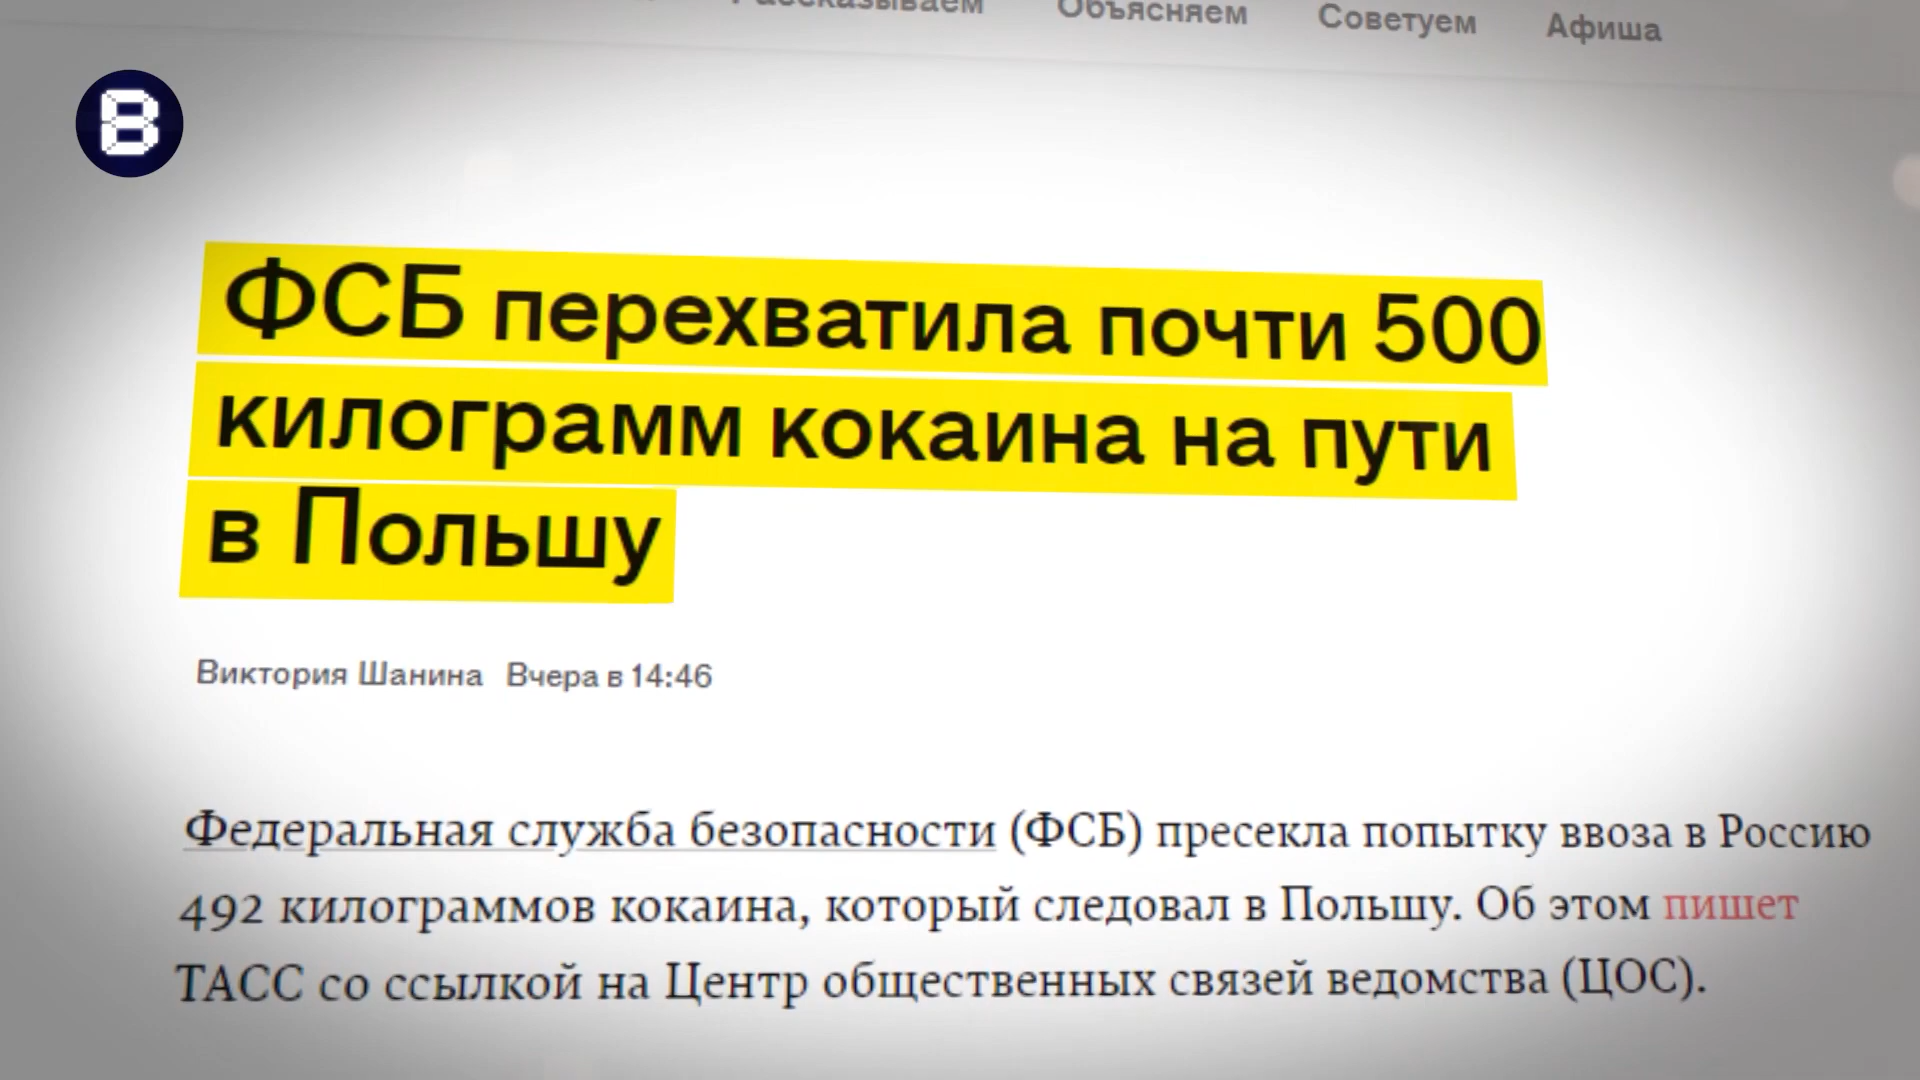 Рассказываем Объясняем Советуем Афиша
B
ФСБ перехватила почти 500
килограмм кокаина на пути
в Польшу
Виктория Шанина Вчера в 14:46
Федеральная служба безопасности (ФСБ) пресекла попытку ввоза в Россию
492 килограммов кокаина, который следовал в Польшу. Об этом пишет
ТАСС со ссылкой на Центр общественных связей ведомства (ЦОС).